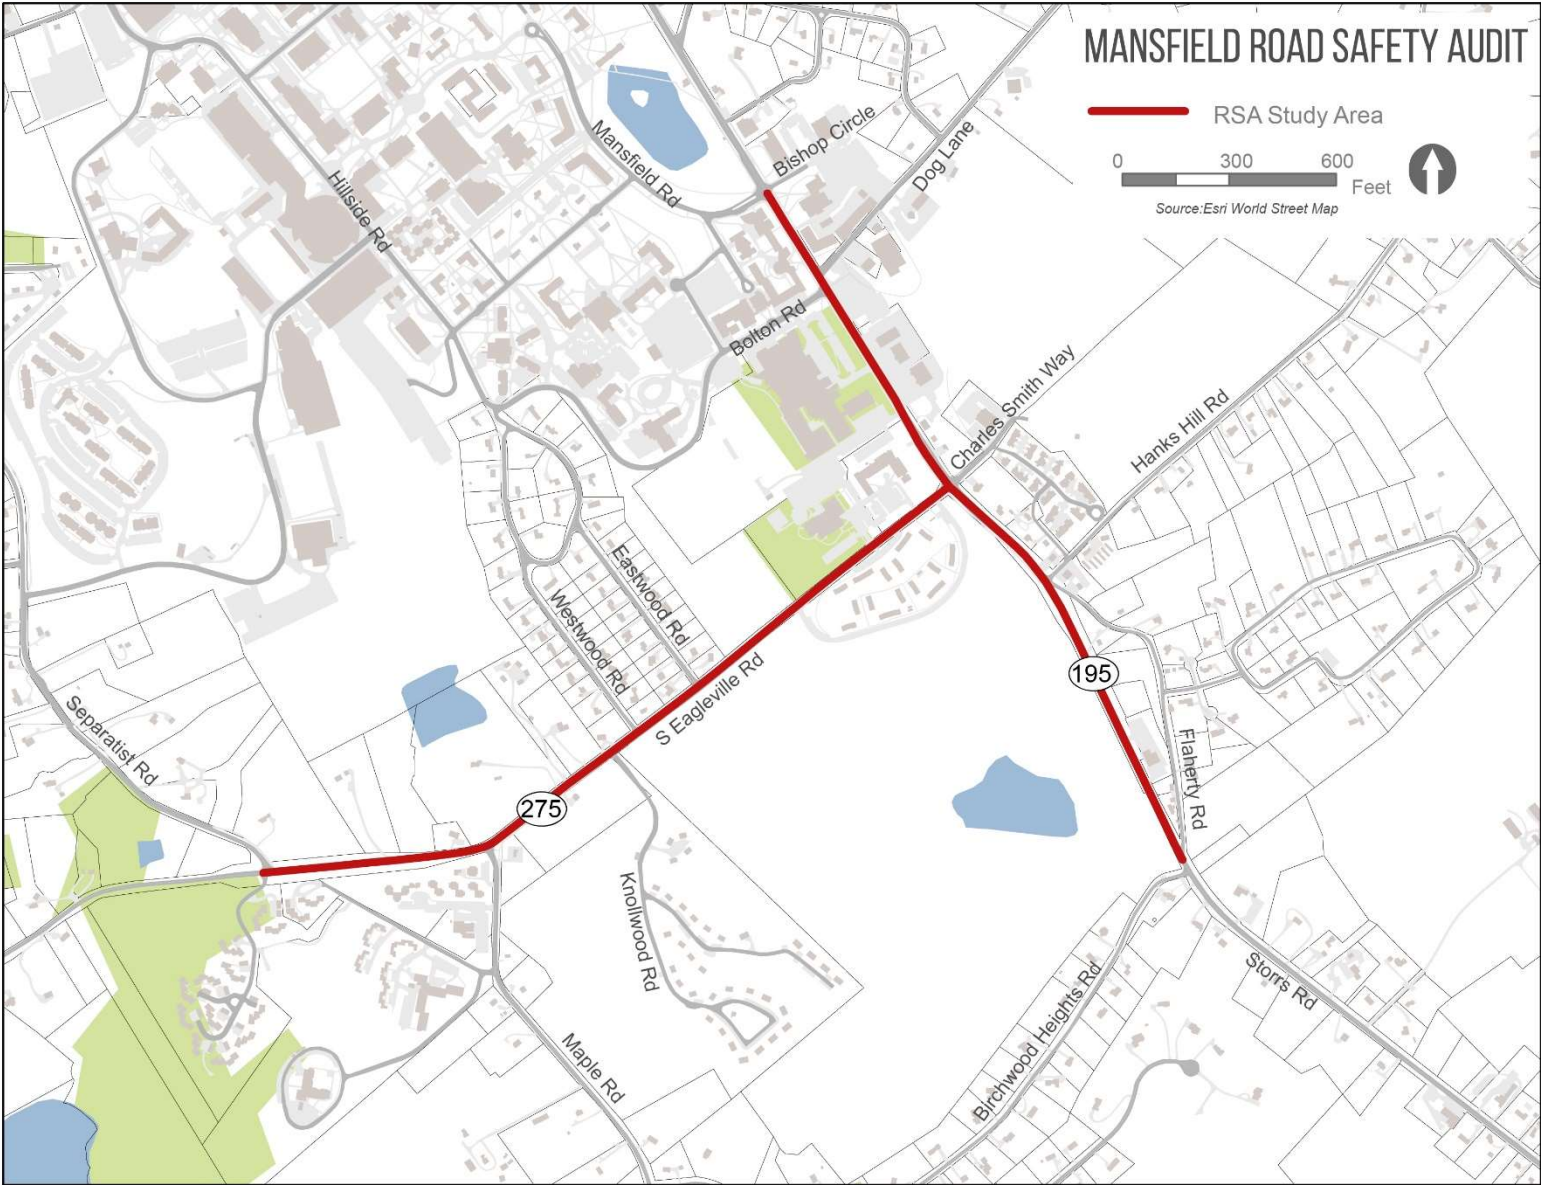 MANSFIELD ROAD SAFETY AUDIT
RSA Study Area
0 300 600
Feet
Source:Esri World Street Map
Mansfield Rd
Bishop Circle
Dog Lane
Hillside Rd
Bolton Rd
Charles Smith Way
Hanks Hill Rd
Eastwood Rd
Westwood Rd
S Eagleville Rd
195
Separatist Rd
Flaherty Rd
275
Knollwood Rd
Storrs Rd
Birchwood Heights Rd
Maple Rd